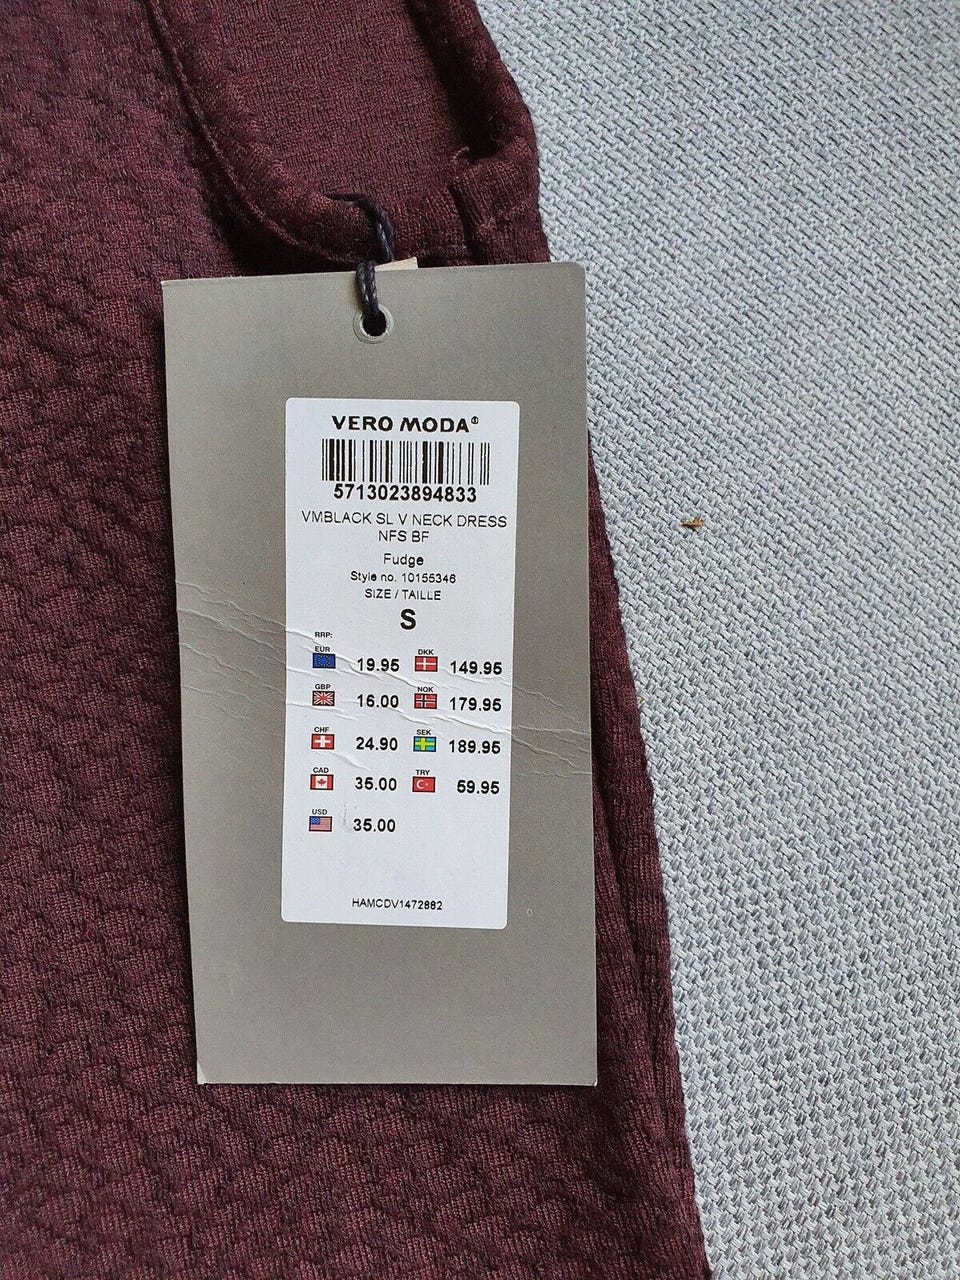 VERO MODA®
5713023894833
VMBLACK SL V NECK DRESS
NFS BF
Fudge
Style no. 10155346
SIZE / TAILLE
S
RRP:
EUR 19.95 DKK 149.95
GBP 16.00 NOK 179.95
CHF 24.90 SEK 189.95
CAD 35.00 TRY 59.95
USD 35.00
HAMCDV1472882